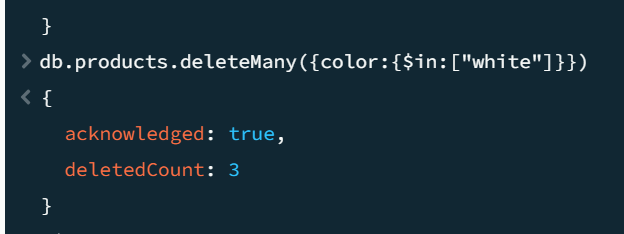 }
> db.products.deleteMany({color:{$in:["white"]}})
< {
acknowledged: true,
deletedCount: 3
}